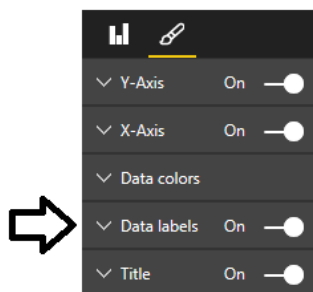 Y-Axis On
X-Axis On
Data colors
Data labels On
Title On